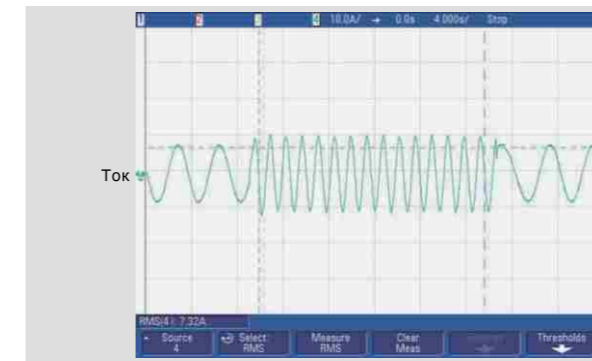 1 2 3 4 10.0A/ → 0.0s 4.000s/ Stop
Ток
RMS(4): 7.32A
Source Select: Measure Clear Thresholds
4 RMS RMS Meas